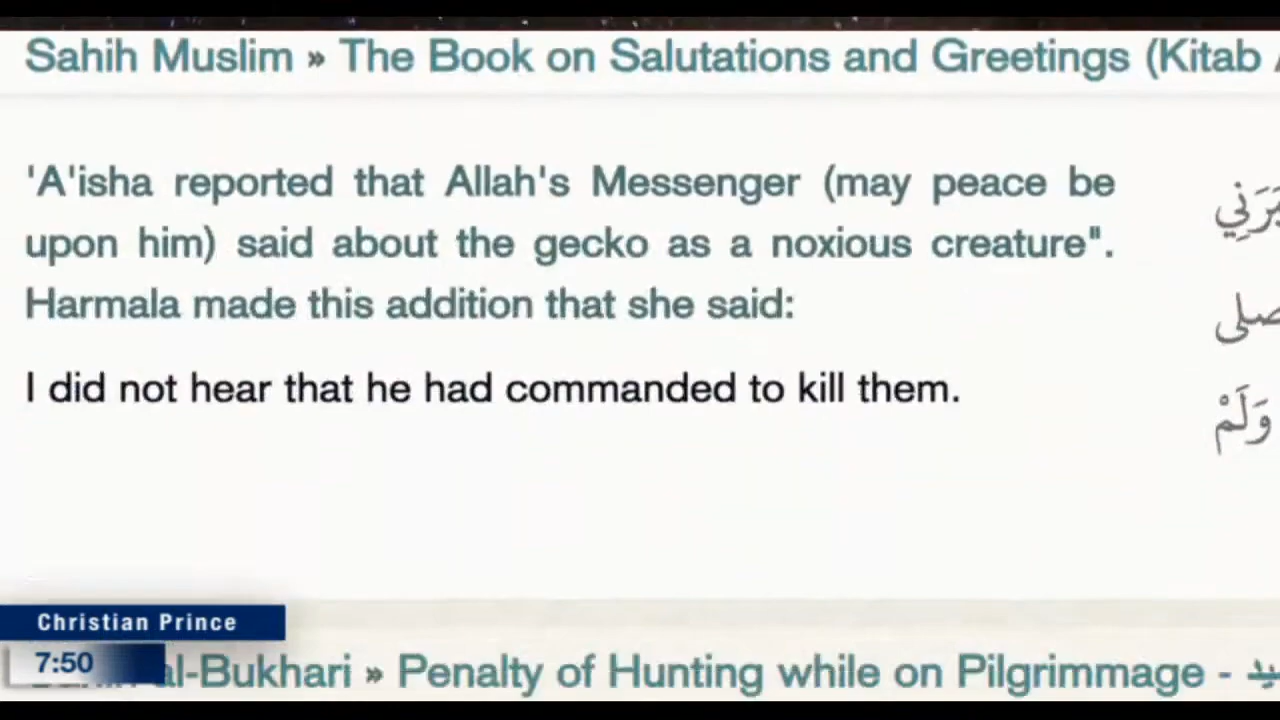 Sahih Muslim » The Book on Salutations and Greetings (Kitab
'A'isha reported that Allah's Messenger (may peace be
upon him) said about the gecko as a noxious creature".
Harmala made this addition that she said:
I did not hear that he had commanded to kill them.
صلى
وَلَمْ
Christian Prince
7:50
al-Bukhari » Penalty of Hunting while on Pilgrimmage -